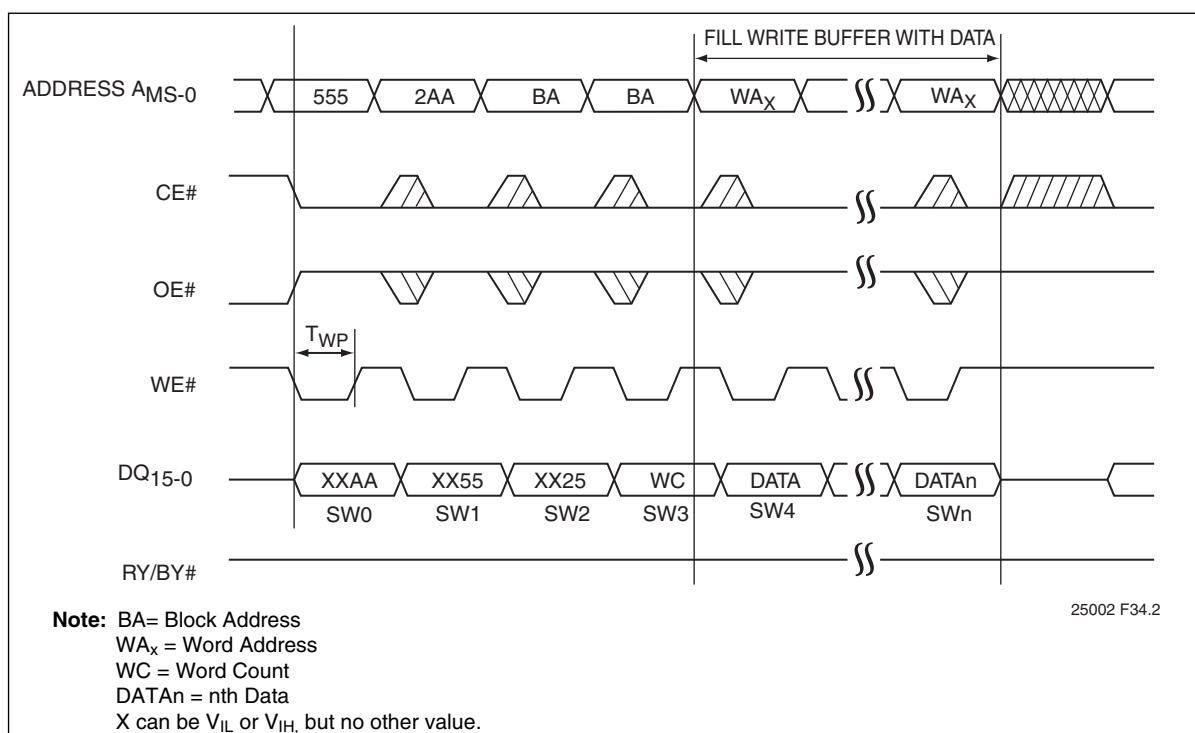 FILL WRITE BUFFER WITH DATA
ADDRESS AMS-0
555 2AA BA BA WAX WAX
CE#
OE#
TWP
WE#
DQ15-0
XXAA XX55 XX25 WC DATA DATAn
SW0 SW1 SW2 SW3 SW4 SWn
RY/BY#
25002 F34.2
Note: BA= Block Address
WAx = Word Address
WC = Word Count
DATAn = nth Data
X can be VIL or VIH, but no other value.